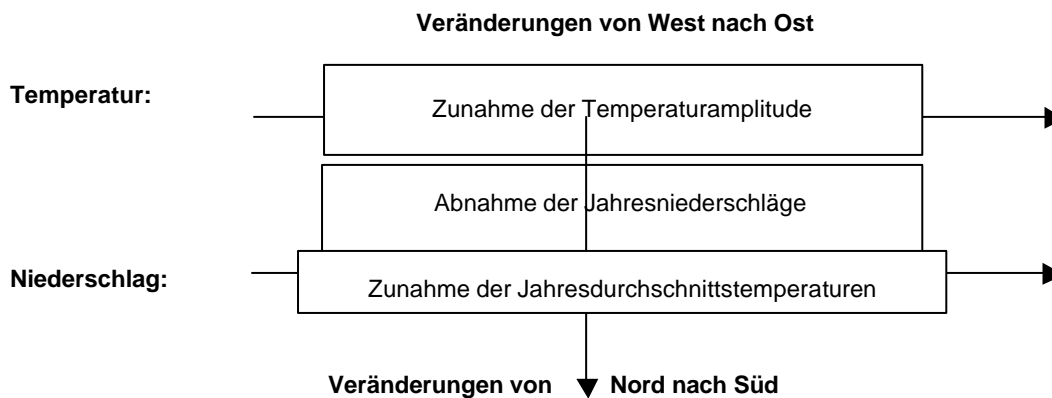 Veränderungen von West nach Ost
Temperatur:
Zunahme der Temperaturamplitude
Abnahme der Jahresniederschläge
Niederschlag:
Zunahme der Jahresdurchschnittstemperaturen
Veränderungen von Nord nach Süd